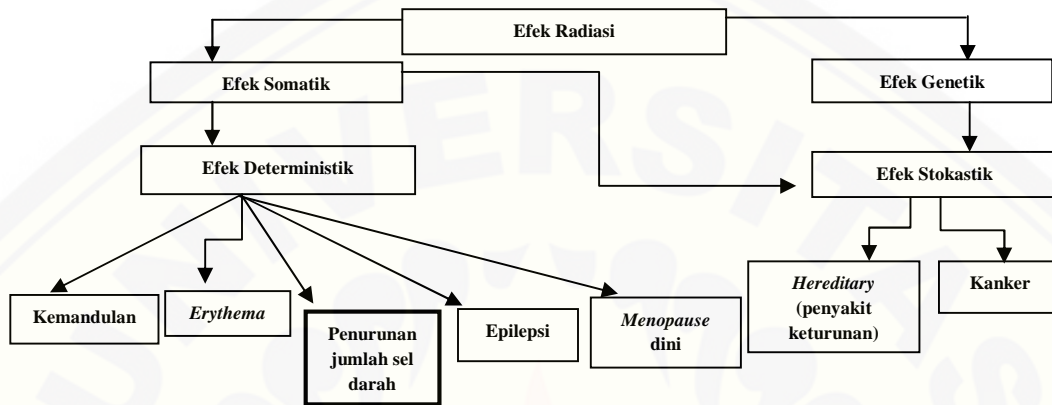 Efek Radiasi
Efek Somatik
Efek Genetik
Efek Deterministik
Efek Stokastik
Kemandulan
Erythema
Penurunan
jumlah sel
darah
Epilepsi
Menopause
dini
Hereditary
(penyakit
keturunan)
Kanker
UNIVERSITAS